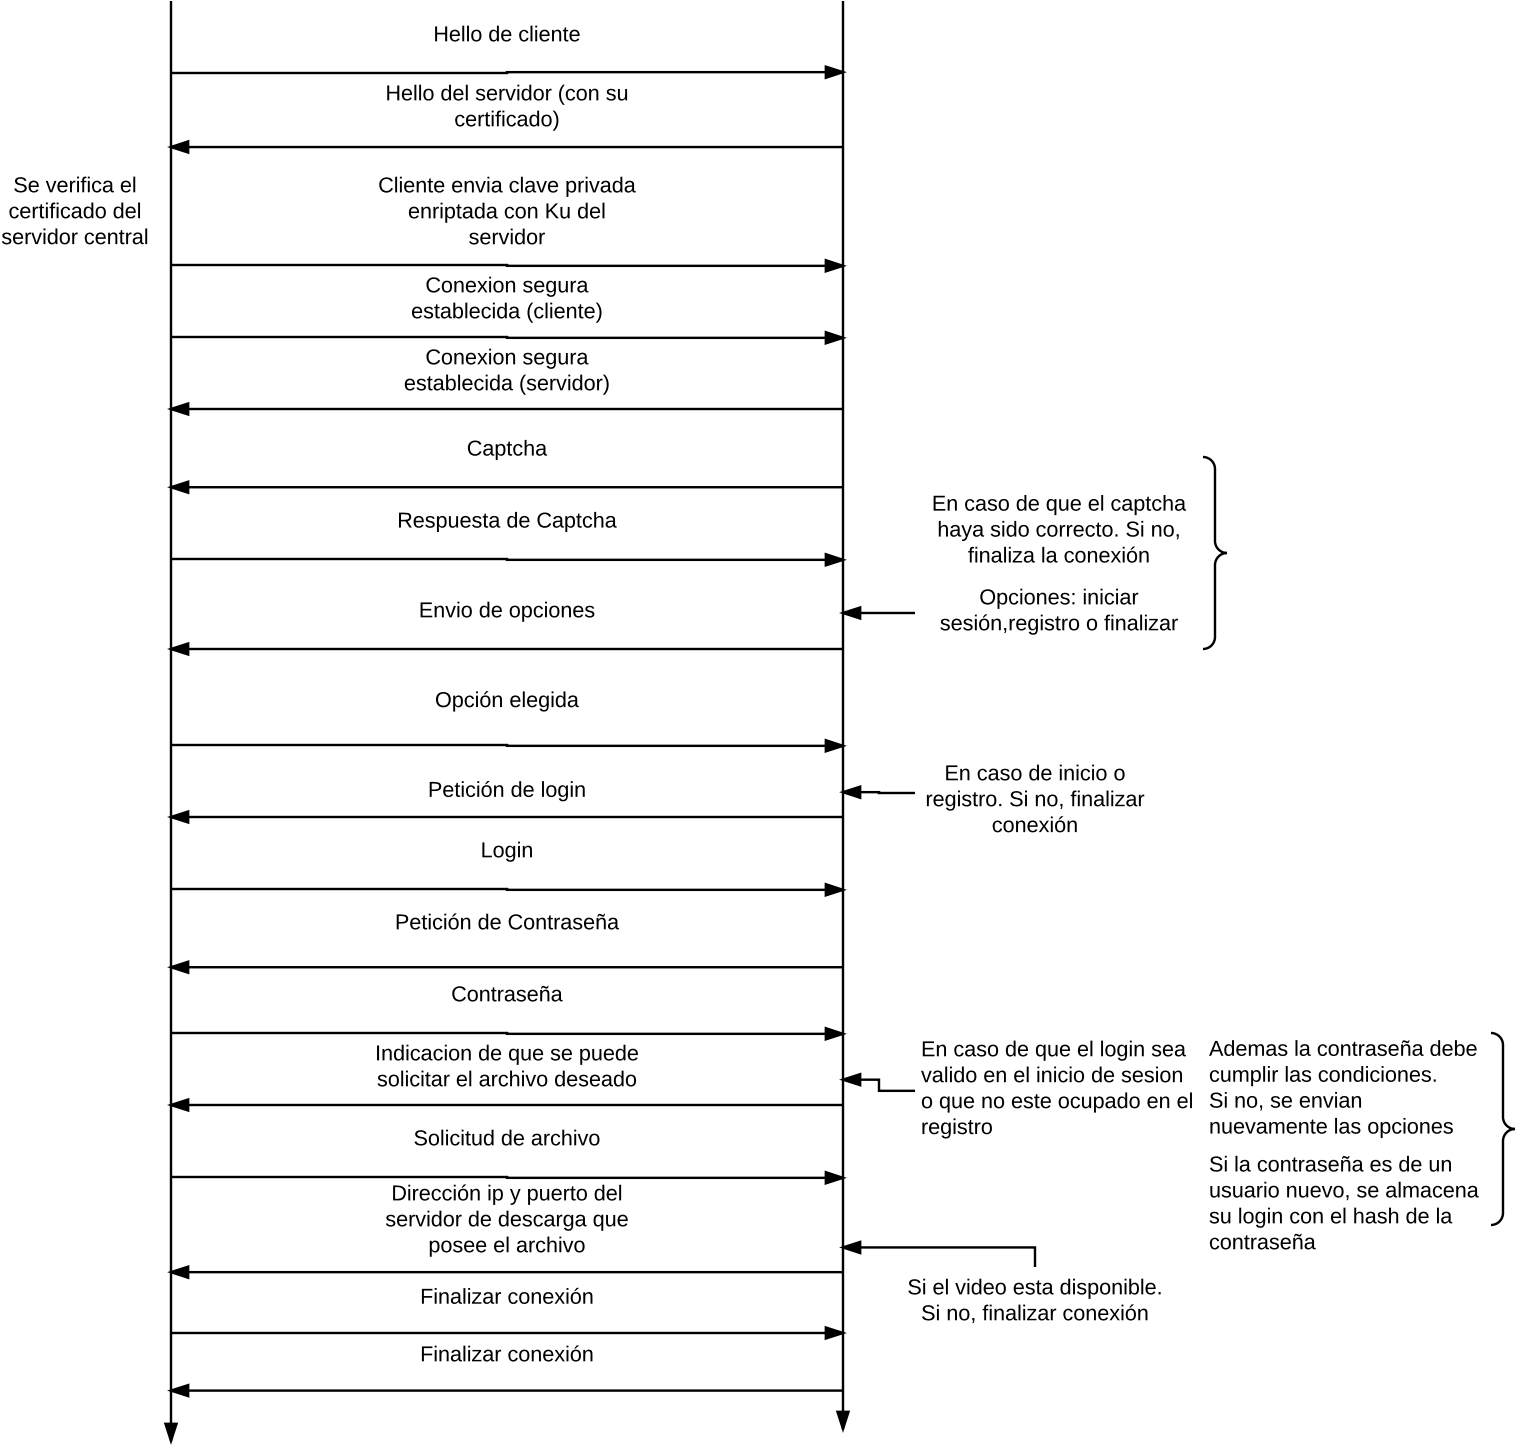 Hello de cliente
Hello del servidor (con su
certificado)
Se verifica el
certificado del
servidor central
Cliente envia clave privada
enriptada con Ku del
servidor
Conexion segura
establecida (cliente)
Conexion segura
establecida (servidor)
Captcha
Respuesta de Captcha
En caso de que el captcha
haya sido correcto. Si no,
finaliza la conexión
Envio de opciones
Opciones: iniciar
sesión,registro o finalizar
Opción elegida
Petición de login
En caso de inicio o
registro. Si no, finalizar
conexión
Login
Petición de Contraseña
Contraseña
Indicacion de que se puede
solicitar el archivo deseado
En caso de que el login sea
valido en el inicio de sesion
o que no este ocupado en el
registro
Ademas la contraseña debe
cumplir las condiciones.
Si no, se envian
nuevamente las opciones
Solicitud de archivo
Si la contraseña es de un
usuario nuevo, se almacena
su login con el hash de la
contraseña
Dirección ip y puerto del
servidor de descarga que
posee el archivo
Si el video esta disponible.
Si no, finalizar conexión
Finalizar conexión
Finalizar conexión